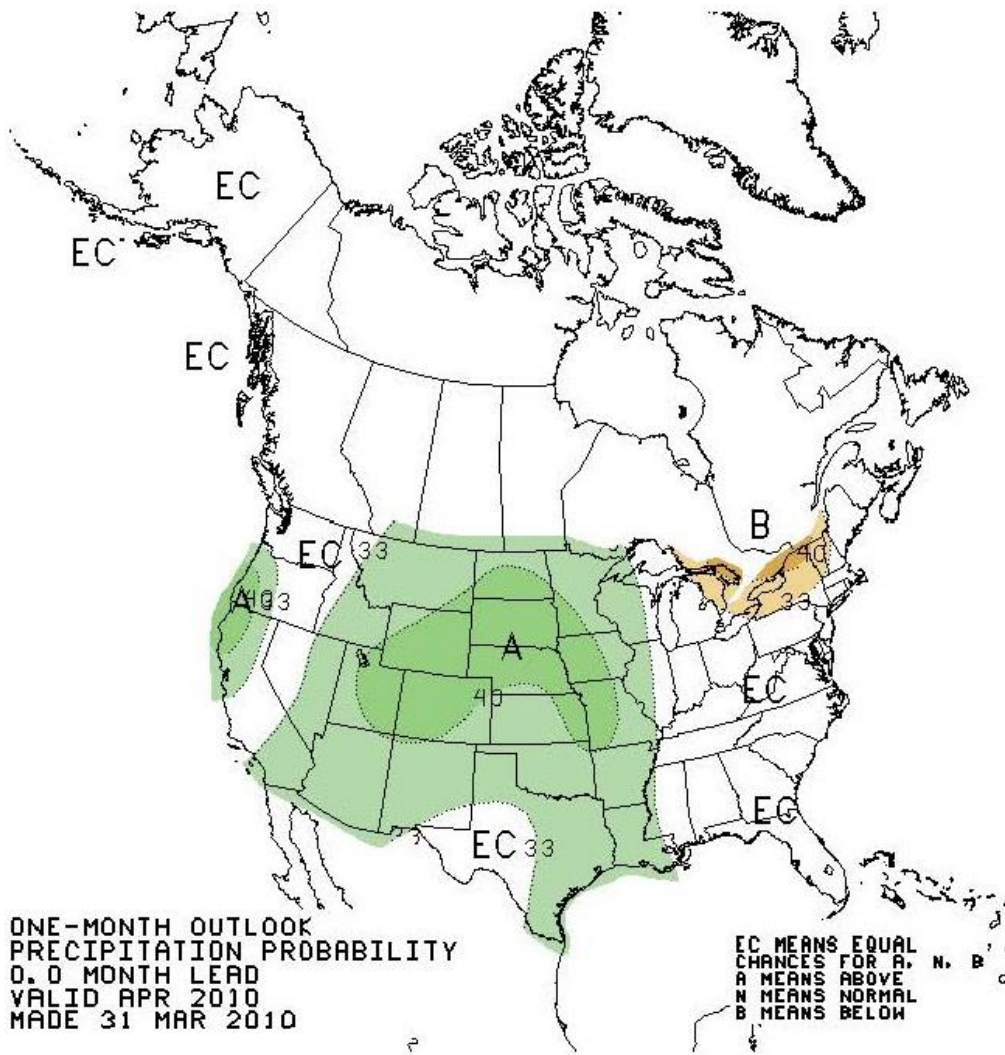 EC
EC
EC
B
EC
33
40
A
40
33
33
A
40
EC
EC
EC
33
ONE-MONTH OUTLOOK
PRECIPITATION PROBABILITY
0.0 MONTH LEAD
VALID APR 2010
MADE 31 MAR 2010
EC MEANS EQUAL
CHANCES FOR A, N, B
A MEANS ABOVE
N MEANS NORMAL
B MEANS BELOW